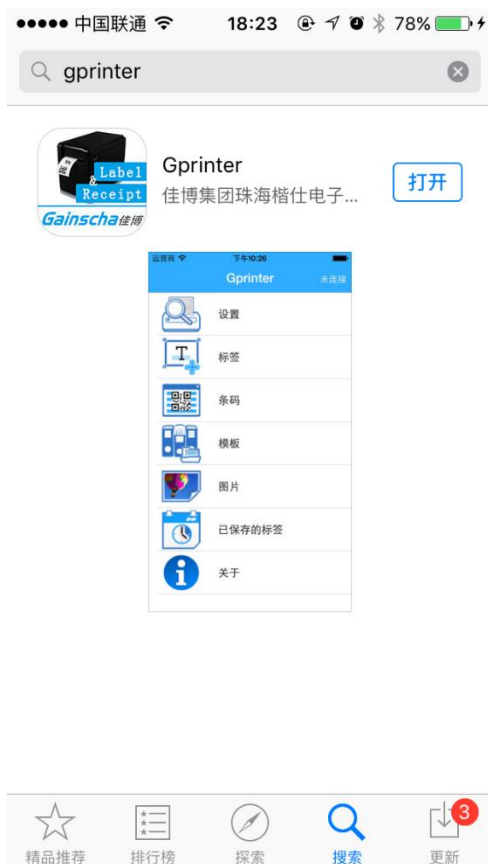 中国联通 18:23 78%
gprinter
Label
&
Receipt
Gainscha佳博
Gprinter
佳博集团珠海楷仕电子...
打开
运营商 下午10:26
Gprinter 未连接
设置
T 标签
条码
模板
图片
已保存的标签
关于
3
精品推荐 排行榜 探索 搜索 更新